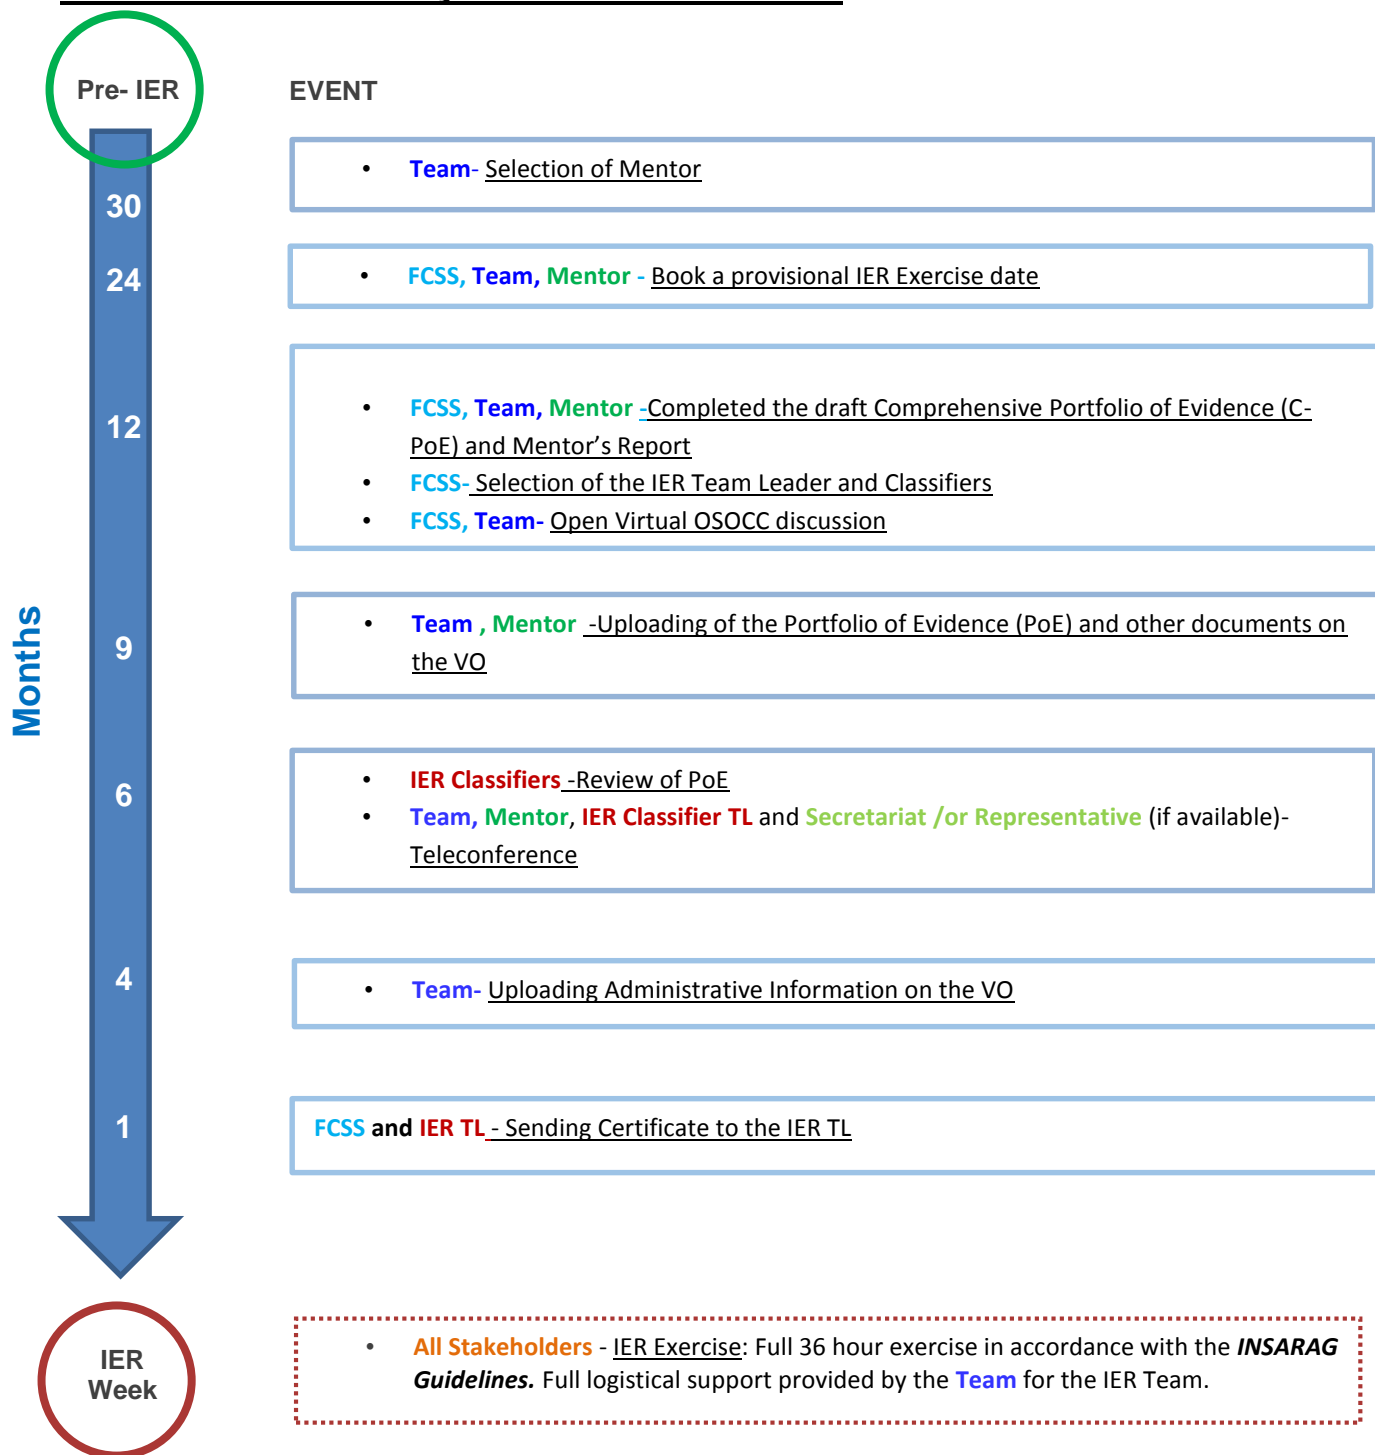 Pre- IER
EVENT
• Team- Selection of Mentor
30
24
• FCSS, Team, Mentor - Book a provisional IER Exercise date
12
• FCSS, Team, Mentor -Completed the draft Comprehensive Portfolio of Evidence (C-
PoE) and Mentor’s Report
• FCSS- Selection of the IER Team Leader and Classifiers
• FCSS, Team- Open Virtual OSOCC discussion
Months
9
• Team , Mentor -Uploading of the Portfolio of Evidence (PoE) and other documents on
the VO
6
• IER Classifiers -Review of PoE
• Team, Mentor, IER Classifier TL and Secretariat /or Representative (if available)-
Teleconference
4
• Team- Uploading Administrative Information on the VO
1
FCSS and IER TL - Sending Certificate to the IER TL
IER
Week
• All Stakeholders - IER Exercise: Full 36 hour exercise in accordance with the INSARAG
Guidelines. Full logistical support provided by the Team for the IER Team.